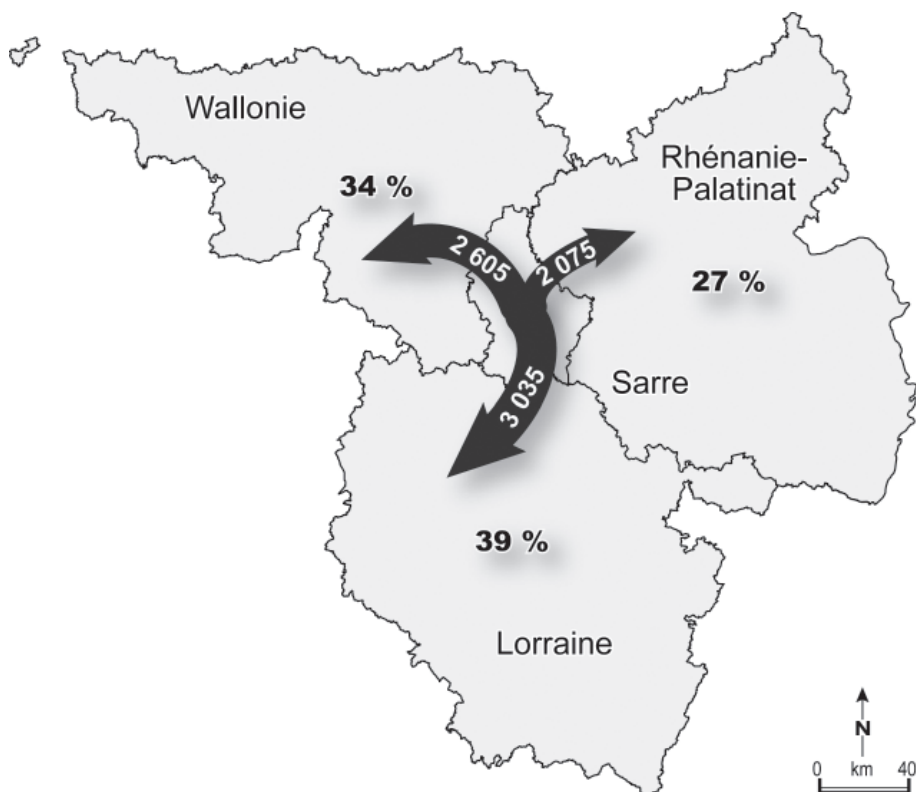 Wallonie
34 %
Rhénanie-
Palatinat
2 605
2 075
27 %
3 035
Sarre
39 %
Lorraine
N
0 km 40